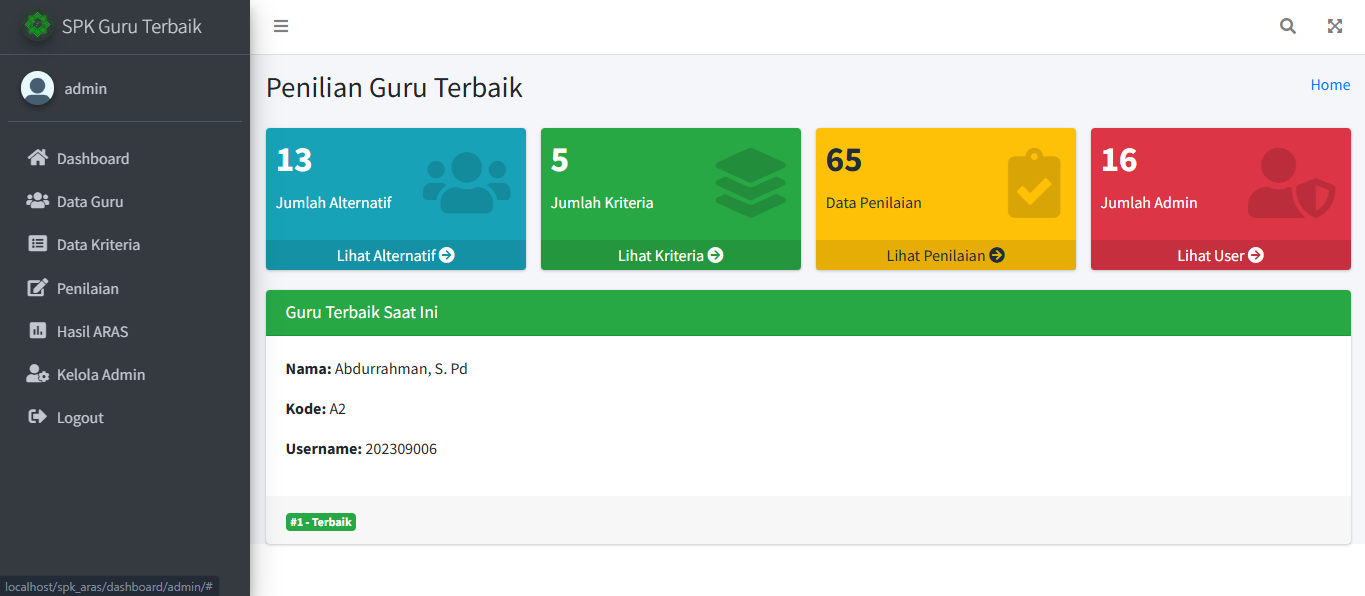 SPK Guru Terbaik
admin
Dashboard
Data Guru
Data Kriteria
Penilaian
Hasil ARAS
Kelola Admin
Logout
localhost/spk_aras/dashboard/admin/#
Penilian Guru Terbaik
Home
13
Jumlah Alternatif
Lihat Alternatif
5
Jumlah Kriteria
Lihat Kriteria
65
Data Penilaian
Lihat Penilaian
16
Jumlah Admin
Lihat User
Guru Terbaik Saat Ini
Nama: Abdurrahman, S. Pd
Kode: A2
Username: 202309006
#1 - Terbaik